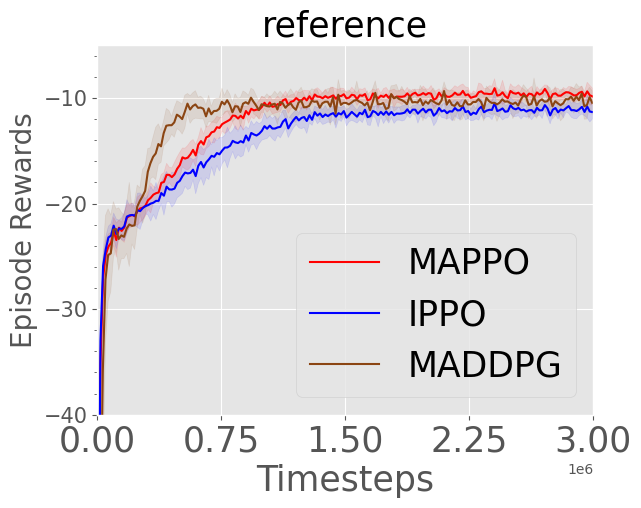 reference
Episode Rewards
−10
−20
−30
−40
MAPPO
IPPO
MADDPG
0.00 0.75 1.50 2.25 3.00
1e6
Timesteps